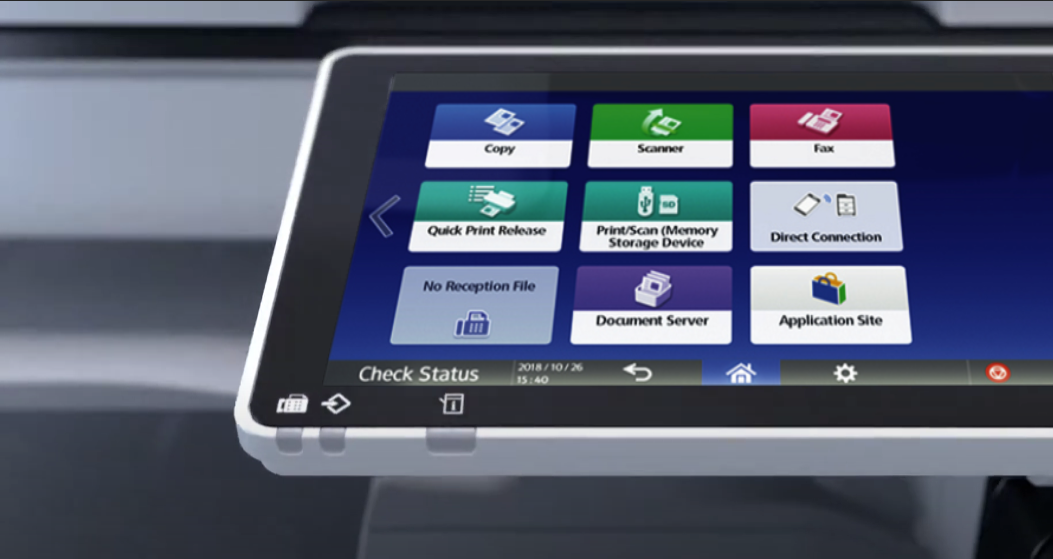 Copy
Scanner
Fax
Quick Print Release
SD
Print/Scan (Memory
Storage Device
Direct Connection
No Reception File
Document Server
Application Site
Check Status
2018 / 10 / 26
15 : 40